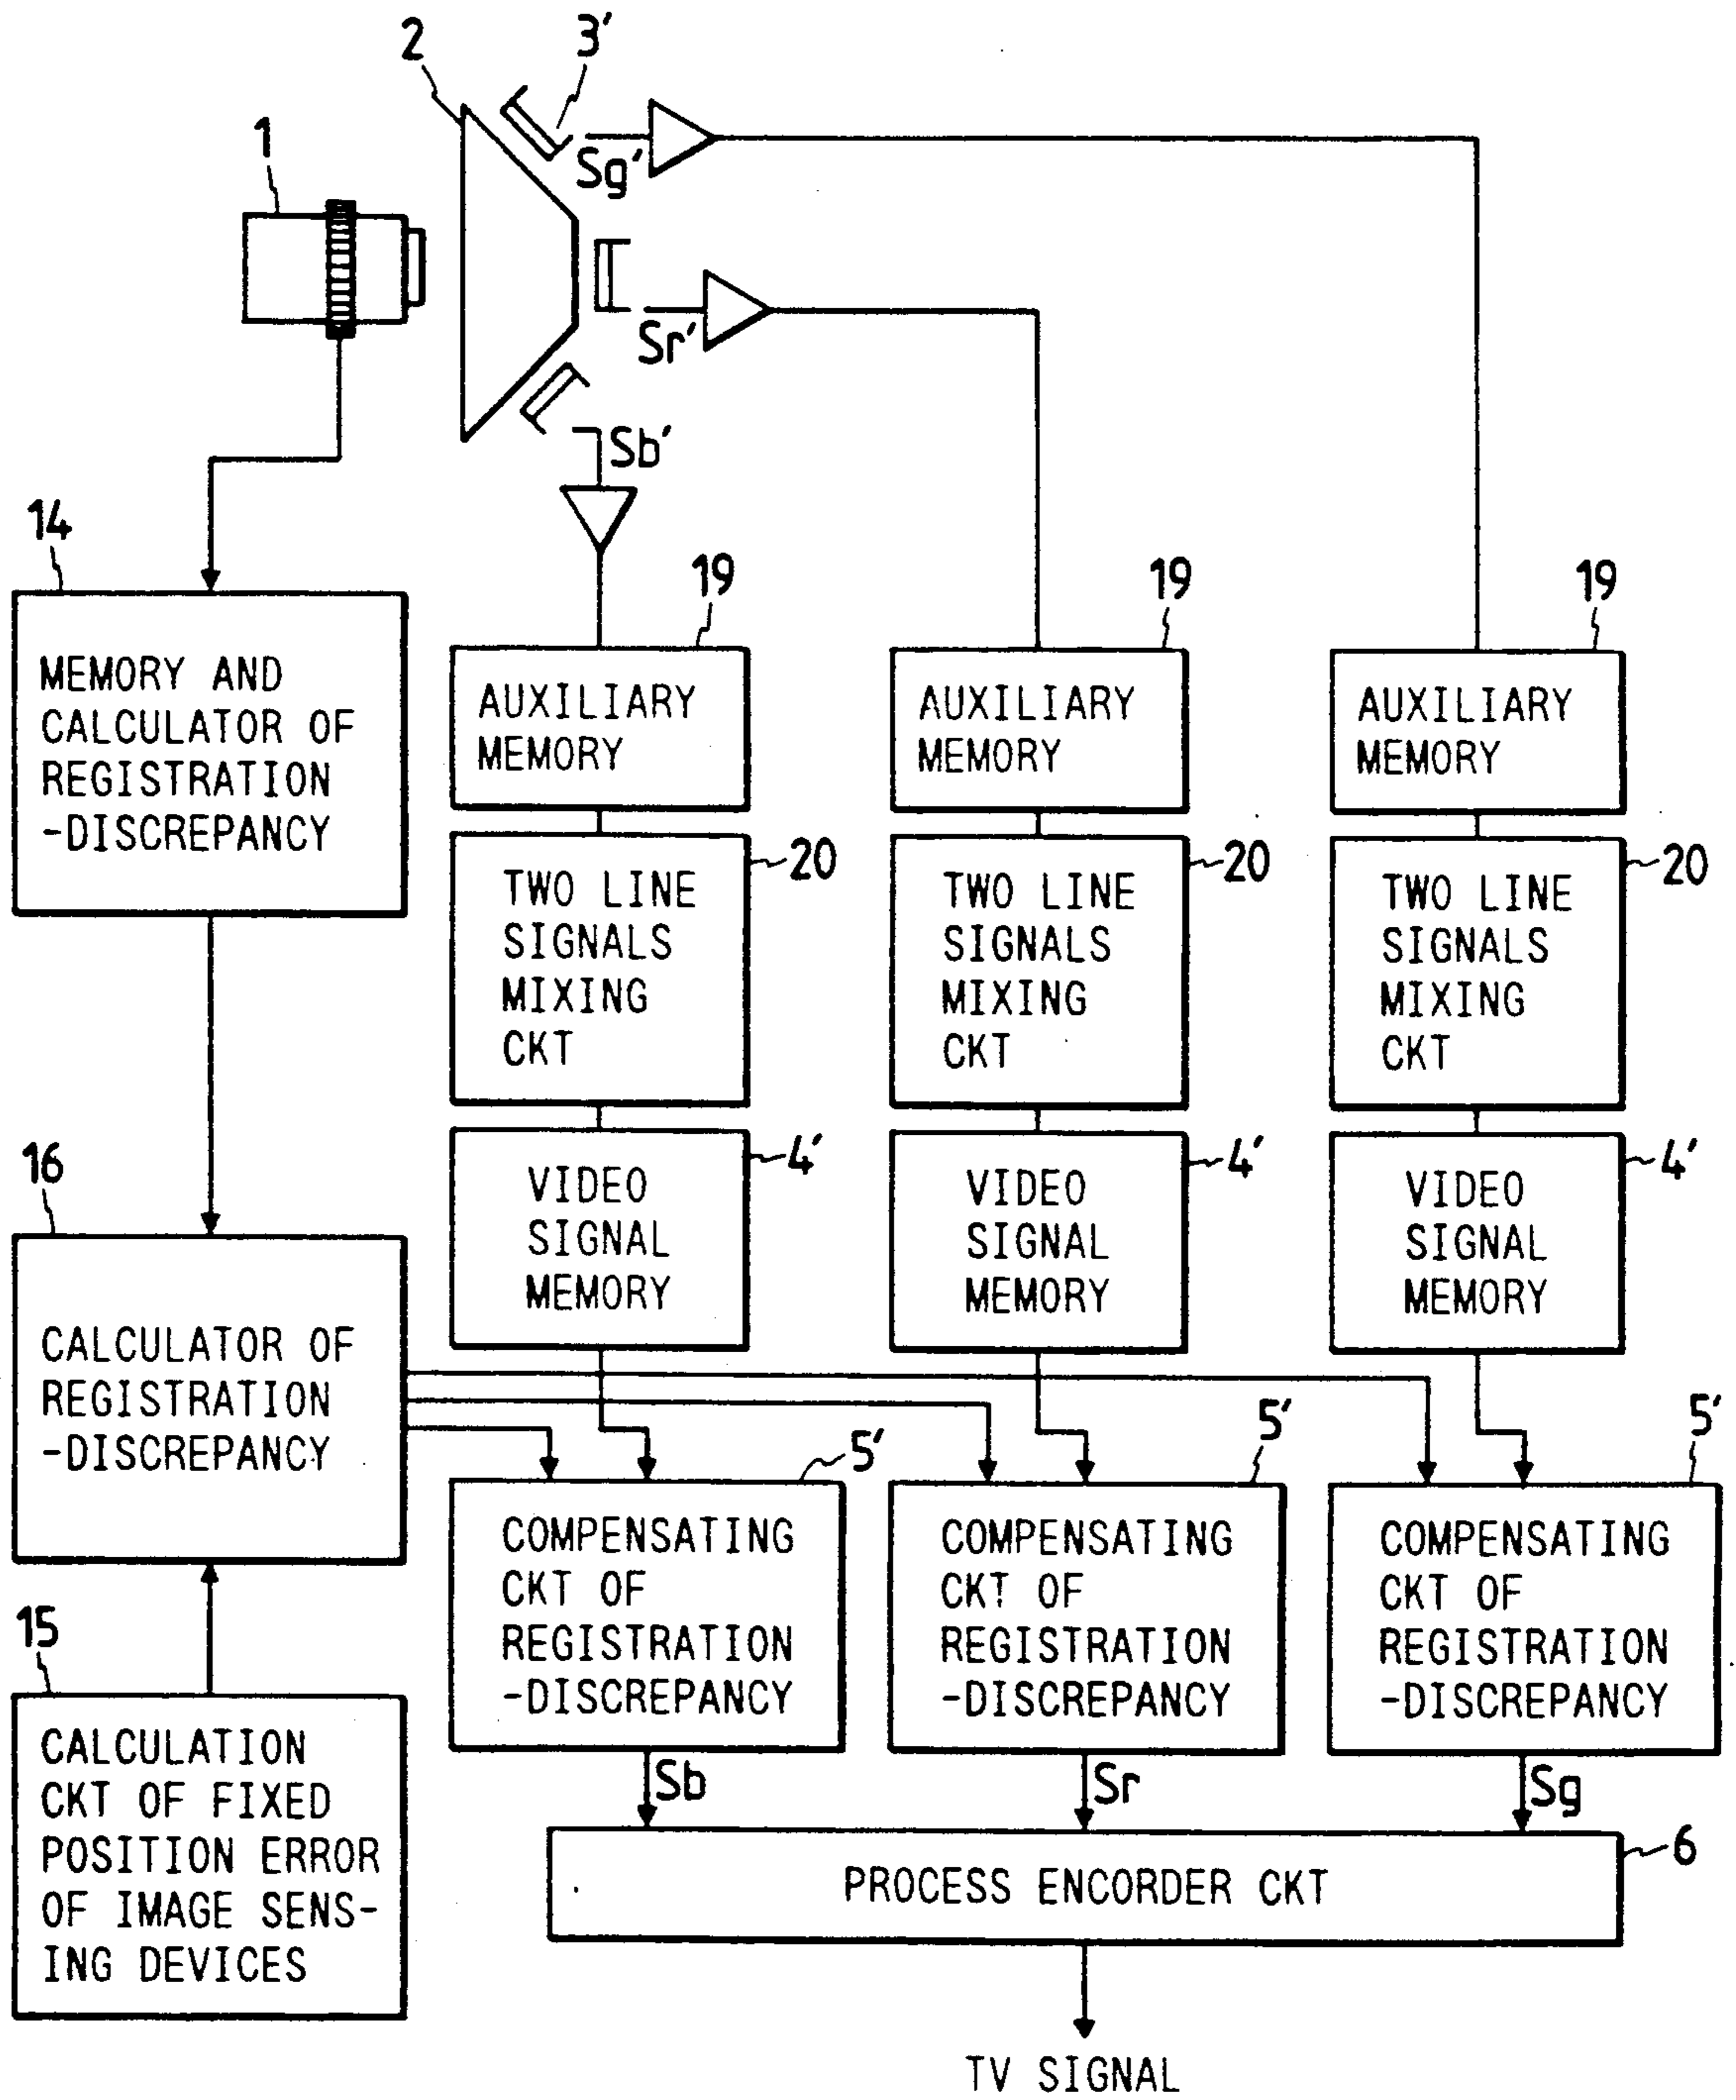 2
3'
1
Sg'
Sr'
Sb'
14
19
19
19
MEMORY AND
CALCULATOR OF
REGISTRATION
-DISCREPANCY
AUXILIARY
MEMORY
AUXILIARY
MEMORY
AUXILIARY
MEMORY
20
20
20
TWO LINE
SIGNALS
MIXING
CKT
TWO LINE
SIGNALS
MIXING
CKT
TWO LINE
SIGNALS
MIXING
CKT
16
4'
4'
4'
VIDEO
SIGNAL
MEMORY
VIDEO
SIGNAL
MEMORY
VIDEO
SIGNAL
MEMORY
CALCULATOR OF
REGISTRATION
-DISCREPANCY
5'
5'
5'
COMPENSATING
CKT OF
REGISTRATION
-DISCREPANCY
COMPENSATING
CKT OF
REGISTRATION
-DISCREPANCY
COMPENSATING
CKT OF
REGISTRATION
-DISCREPANCY
15
CALCULATION
CKT OF FIXED
POSITION ERROR
OF IMAGE SENS-
ING DEVICES
Sb
Sr
Sg
6
PROCESS ENCORDER CKT
TV SIGNAL